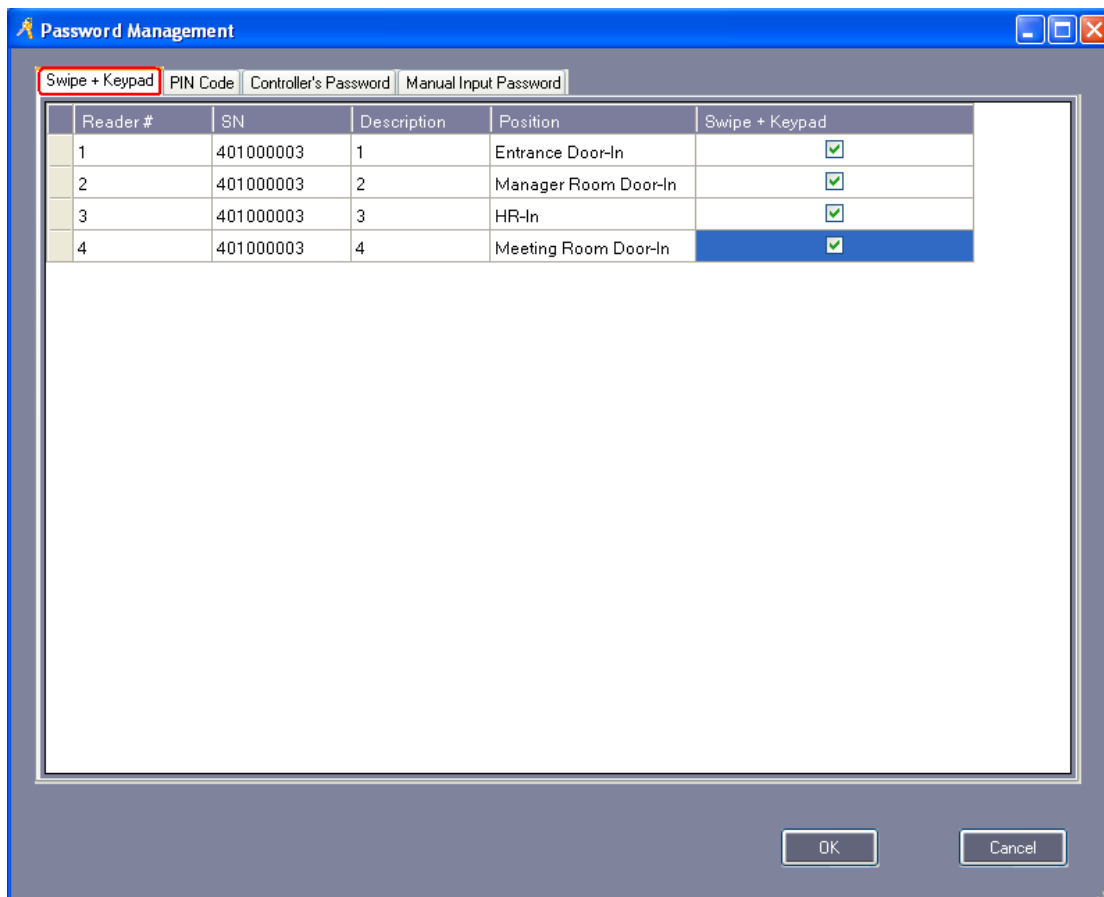 Password Management
Swipe + Keypad PIN Code Controller's Password Manual Input Password
Reader # SN Description Position Swipe + Keypad
1 401000003 1 Entrance Door-In
2 401000003 2 Manager Room Door-In
3 401000003 3 HR-In
4 401000003 4 Meeting Room Door-In
OK Cancel